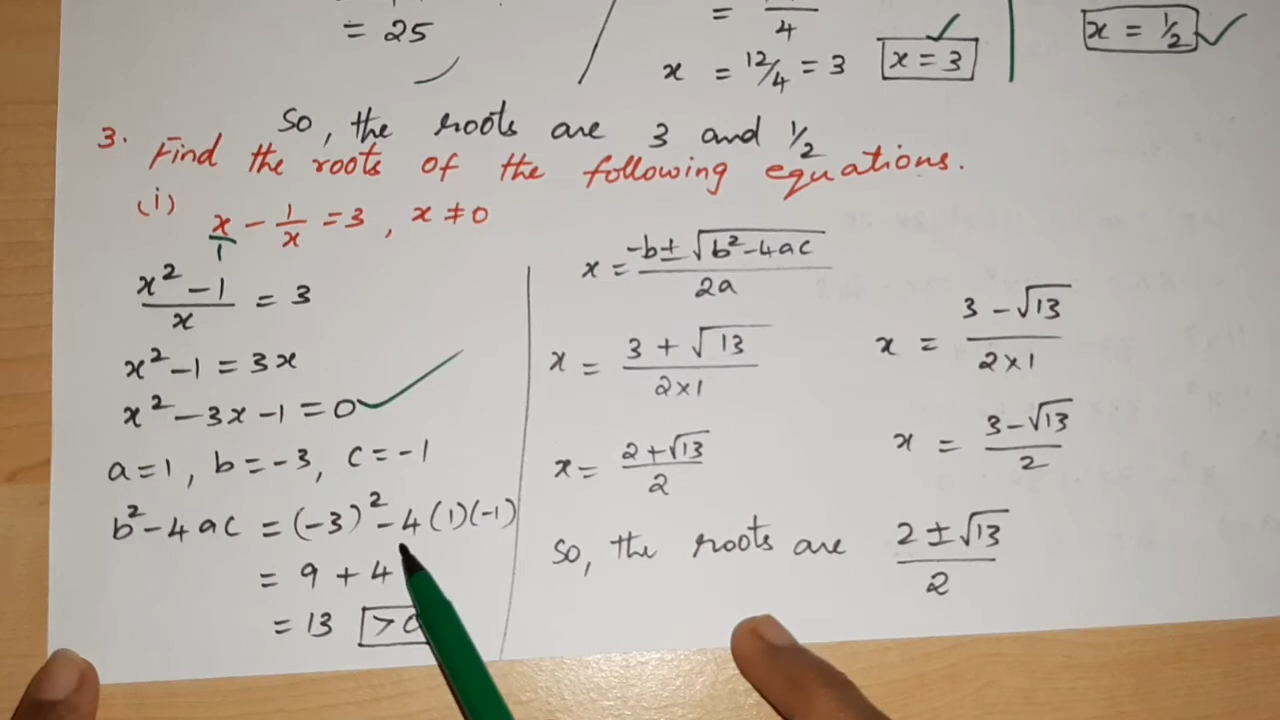 = 25
=
4
x = 12/4 = 3
x = 3
x = 1/2
So, the roots are 3 and 1/2
3. Find the roots of the following equations.
(i) x/1 - 1/x = 3, x ≠ 0
(x² - 1)/x = 3
x² - 1 = 3x
x² - 3x - 1 = 0
a = 1, b = -3, c = -1
b² - 4ac = (-3)² - 4(1)(-1)
= 9 + 4
= 13 >
x = (-b ± √(b² - 4ac))/2a
x = (3 + √13)/(2×1)
x = (2 + √13)/2
x = (3 - √13)/(2×1)
x = (3 - √13)/2
So, the roots are (2 ± √13)/2